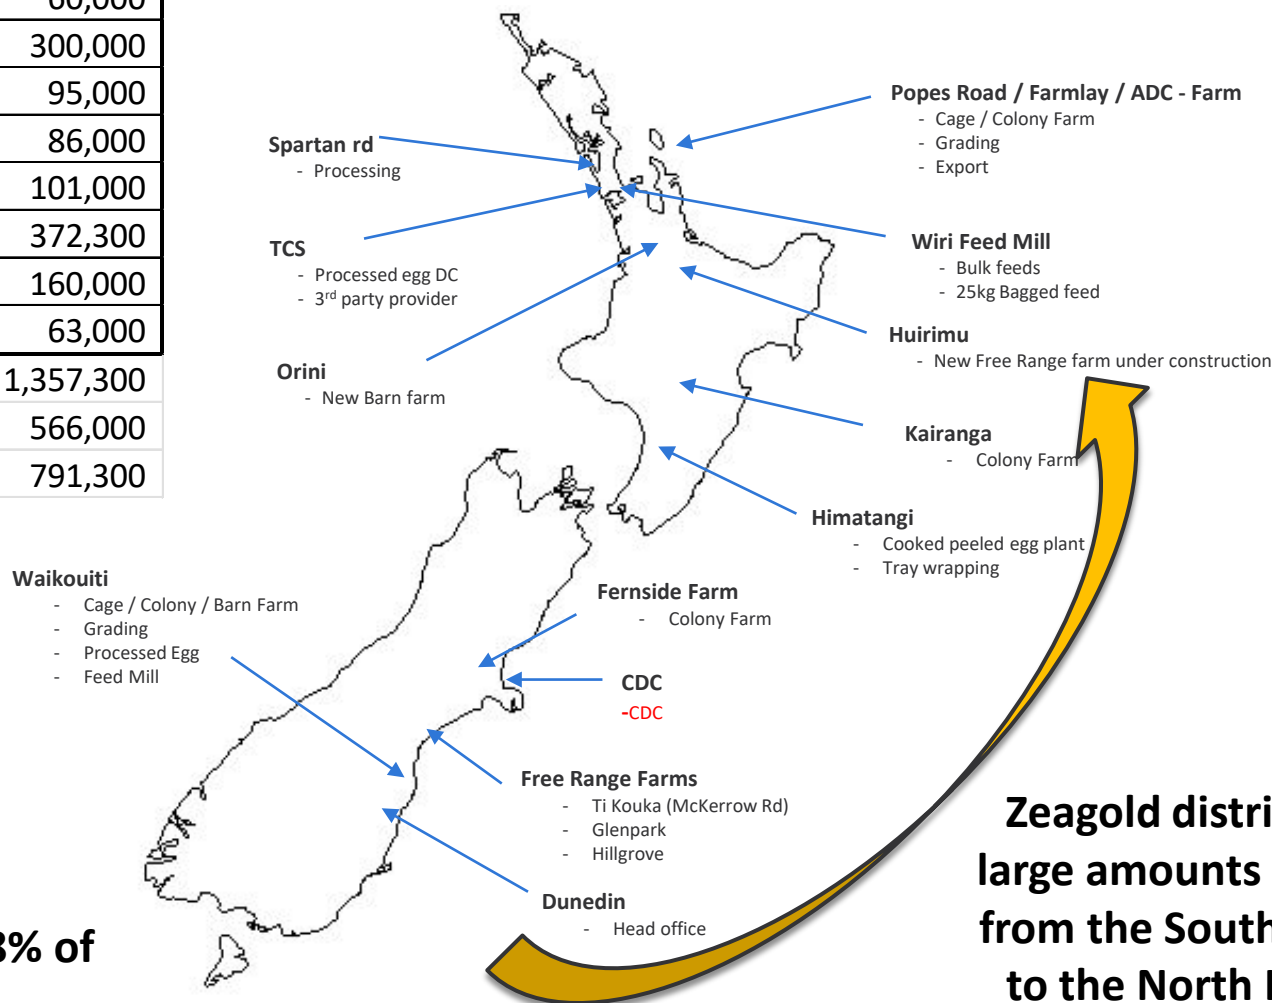 60,000
300,000
95,000
86,000
101,000
372,300
160,000
63,000
1,357,300
566,000
791,300
Popes Road / Farmlay / ADC - Farm
- Cage / Colony Farm
- Grading
- Export
Spartan rd
- Processing
TCS
- Processed egg DC
- 3rd party provider
Wiri Feed Mill
- Bulk feeds
- 25kg Bagged feed
Huirimu
- New Free Range farm under construction
Orini
- New Barn farm
Kairanga
- Colony Farm
Himatangi
- Cooked peeled egg plant
- Tray wrapping
Waikouiti
- Cage / Colony / Barn Farm
- Grading
- Processed Egg
- Feed Mill
Fernside Farm
- Colony Farm
CDC
-CDC
Free Range Farms
- Ti Kouka (McKerrow Rd)
- Glenpark
- Hillgrove
Dunedin
- Head office
% of
Zeagold distri
large amounts
from the South
to the North